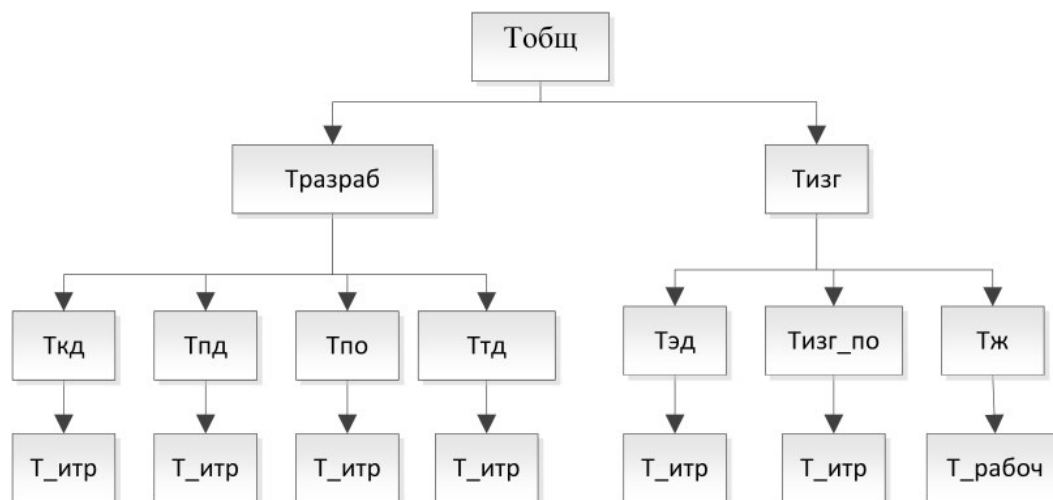 Тобщ
Тразраб
Тизг
Ткд
Тпд
Тпо
Ттд
Тэд
Тизг_по
Тж
Т_итр
Т_итр
Т_итр
Т_итр
Т_итр
Т_итр
Т_рабоч